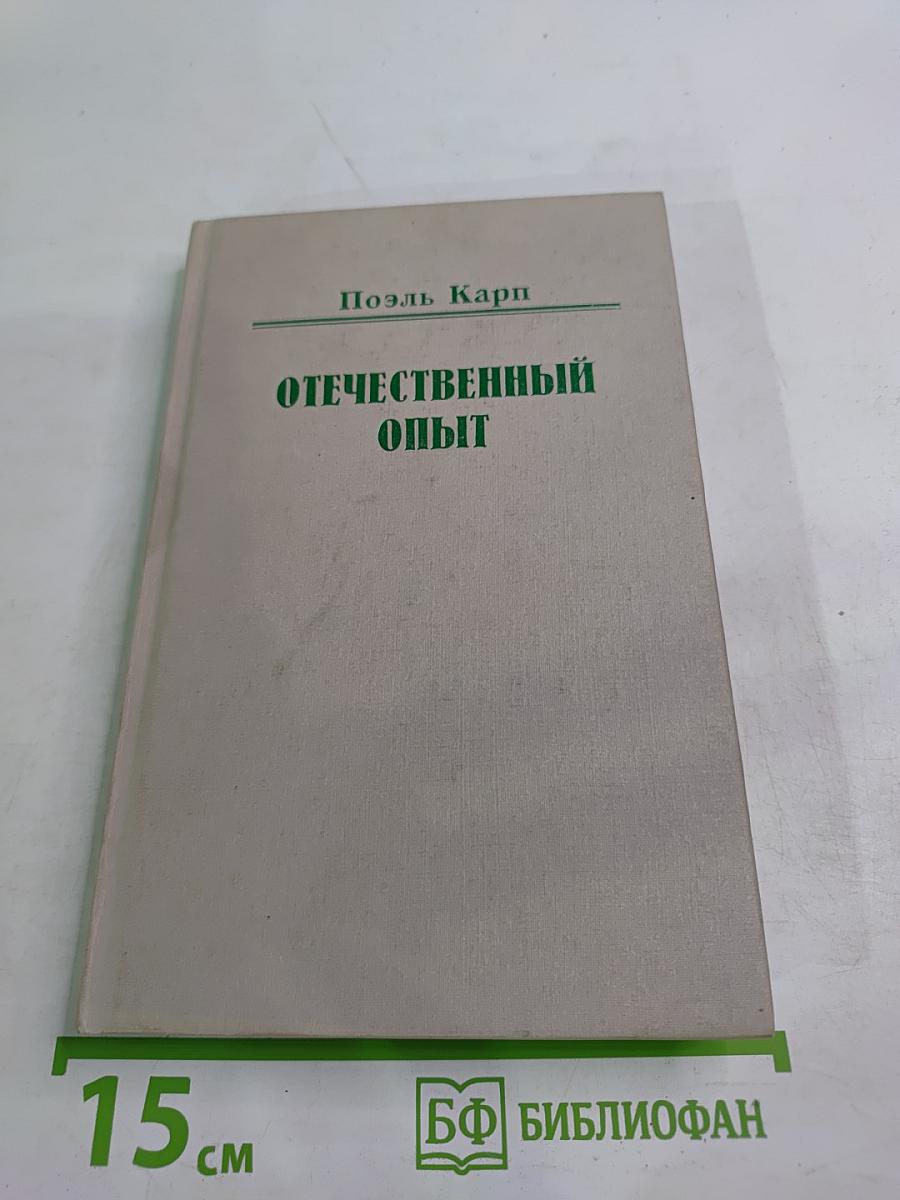 Поэль Карп
ОТЕЧЕСТВЕННЫЙ
ОПЫТ
15 см
БФ БИБЛИОФАН